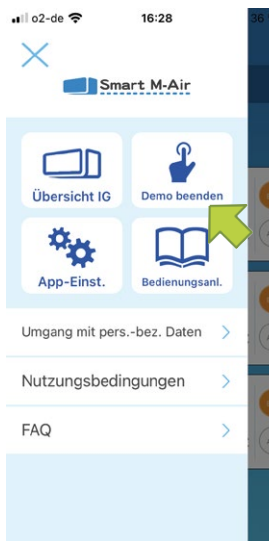 o2-de 16:28 36
Smart M-Air
Übersicht IG
Demo beenden
App-Einst.
Bedienungsanl.
Umgang mit pers.-bez. Daten
Nutzungsbedingungen
FAQ